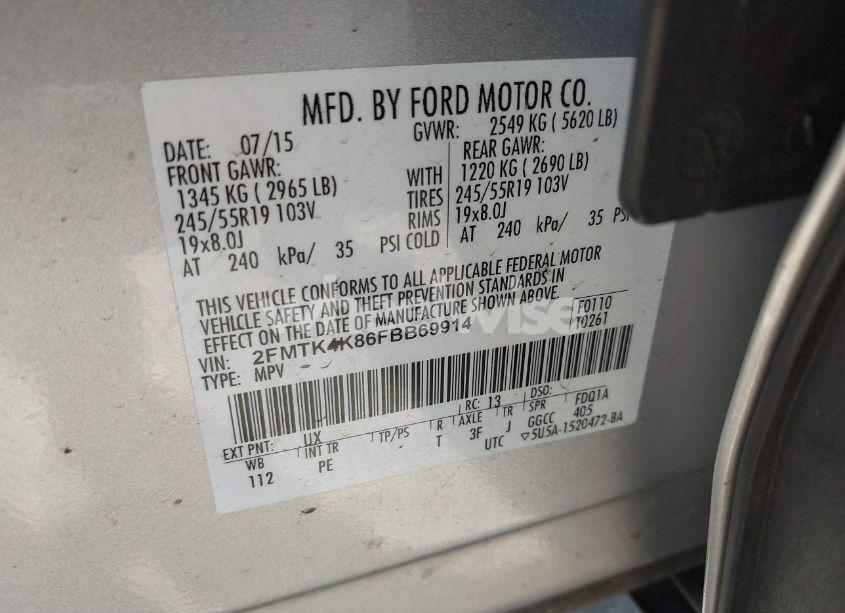 MFD. BY FORD MOTOR CO.
DATE: 07/15 GVWR: 2549 KG ( 5620 LB)
FRONT GAWR: REAR GAWR:
1345 KG ( 2965 LB) WITH 1220 KG ( 2690 LB)
245/55R19 103V TIRES 245/55R19 103V
19x8.0J RIMS 19x8.0J
AT 240 kPa/ 35 PSI COLD AT 240 kPa/ 35 PSI
THIS VEHICLE CONFORMS TO ALL APPLICABLE FEDERAL MOTOR
VEHICLE SAFETY AND THEFT PREVENTION STANDARDS IN
EFFECT ON THE DATE OF MANUFACTURE SHOWN ABOVE.
VIN: 2FMTK4K86FBB69914 F0110
TYPE: MPV T0261
EXT PNT: UX RC: 13 DSO: FDQ1A
WB INT TR TP/PS R AXLE TR SPR 405
112 PE - T 3F J GGCC
UTC ▽5U5A-1520472-BA